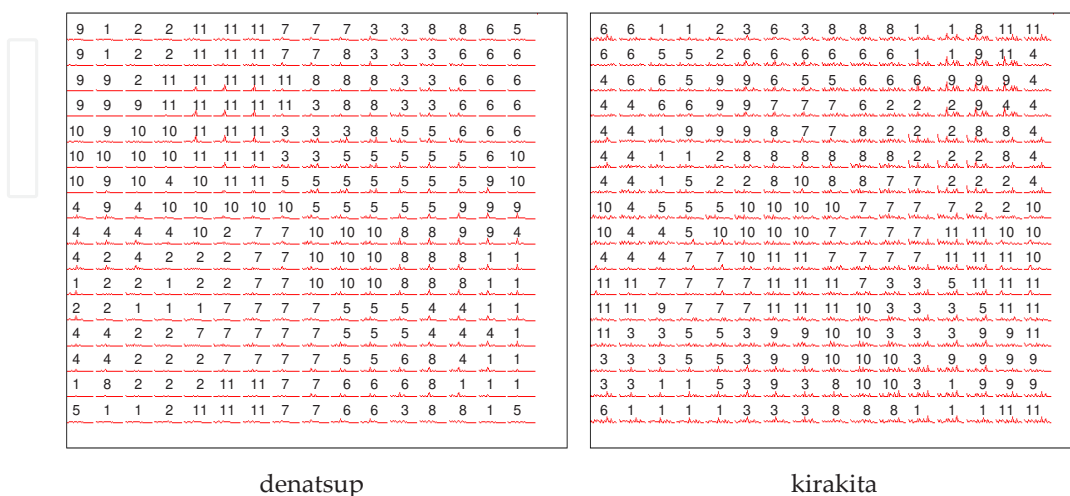 9 1 2 2 11 11 11 7 7 7 3 3 8 8 6 5
9 1 2 2 11 11 11 7 7 8 3 3 3 6 6 6
9 9 2 11 11 11 11 11 8 8 8 3 3 6 6 6
9 9 9 11 11 11 11 11 3 8 8 3 3 6 6 6
10 9 10 10 11 11 11 3 3 3 8 5 5 6 6 6
10 10 10 10 11 11 11 3 3 5 5 5 5 5 6 10
10 9 10 4 10 11 11 5 5 5 5 5 5 5 9 10
4 9 4 10 10 10 10 10 5 5 5 5 5 9 9 9
4 4 4 4 10 2 7 7 10 10 10 8 8 9 9 4
4 2 4 2 2 2 7 7 10 10 10 8 8 8 1 1
1 2 2 1 2 2 7 7 10 10 10 8 8 8 1 1
2 2 1 1 1 7 7 7 7 5 5 5 4 4 1 1
4 4 2 2 7 7 7 7 7 5 5 5 4 4 4 1
4 4 2 2 2 7 7 7 7 5 5 6 8 4 1 1
1 8 2 2 2 11 11 7 7 6 6 6 8 1 1 1
5 1 1 2 11 11 11 7 7 6 6 3 8 8 1 5
denatsup
6 6 1 1 2 3 6 3 8 8 8 1 1 8 11 11
6 6 5 5 2 6 6 6 6 6 6 1 1 9 11 4
4 6 6 5 9 9 6 5 5 6 6 6 9 9 9 4
4 4 6 6 9 9 7 7 7 6 2 2 2 9 4 4
4 4 1 9 9 9 8 7 7 8 2 2 2 8 8 4
4 4 1 1 2 8 8 8 8 8 8 2 2 2 8 4
4 4 1 5 2 2 8 10 8 8 7 7 2 2 2 4
10 4 5 5 5 10 10 10 10 7 7 7 7 2 2 10
10 4 4 5 10 10 10 10 7 7 7 7 11 11 10 10
4 4 4 7 7 10 11 11 7 7 7 7 11 11 11 10
11 11 7 7 7 7 11 11 11 7 3 3 5 11 11 11
11 11 9 7 7 7 11 11 11 10 3 3 3 5 11 11
11 3 3 5 5 3 9 9 10 10 3 3 3 9 9 11
3 3 3 5 5 3 9 9 10 10 10 3 9 9 9 9
3 3 1 1 5 3 9 3 8 10 10 3 1 9 9 9
6 1 1 1 1 3 3 3 8 8 8 1 1 1 11 11
kirakita